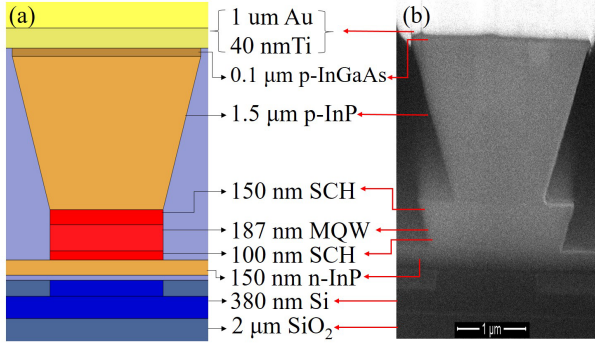 (a)
(b)
1 um Au
40 nmTi
0.1 μm p-InGaAs
1.5 μm p-InP
150 nm SCH
187 nm MQW
100 nm SCH
150 nm n-InP
380 nm Si
2 μm SiO₂
1 μm